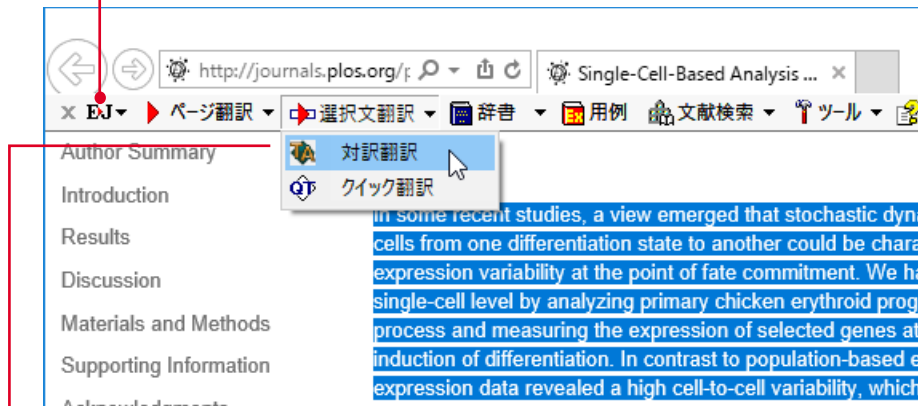 http://journals.plos.org/p
Single-Cell-Based Analysis ...
EJ ページ翻訳 選択文翻訳 辞書 用例 文献検索 ツール
対訳翻訳
QT クイック翻訳
Author Summary
Introduction
Results
Discussion
Materials and Methods
Supporting Information
Acknowledgments
In some recent studies, a view emerged that stochastic dyna
cells from one differentiation state to another could be chara
expression variability at the point of fate commitment. We ha
single-cell level by analyzing primary chicken erythroid prog
process and measuring the expression of selected genes at
induction of differentiation. In contrast to population-based e
expression data revealed a high cell-to-cell variability, which